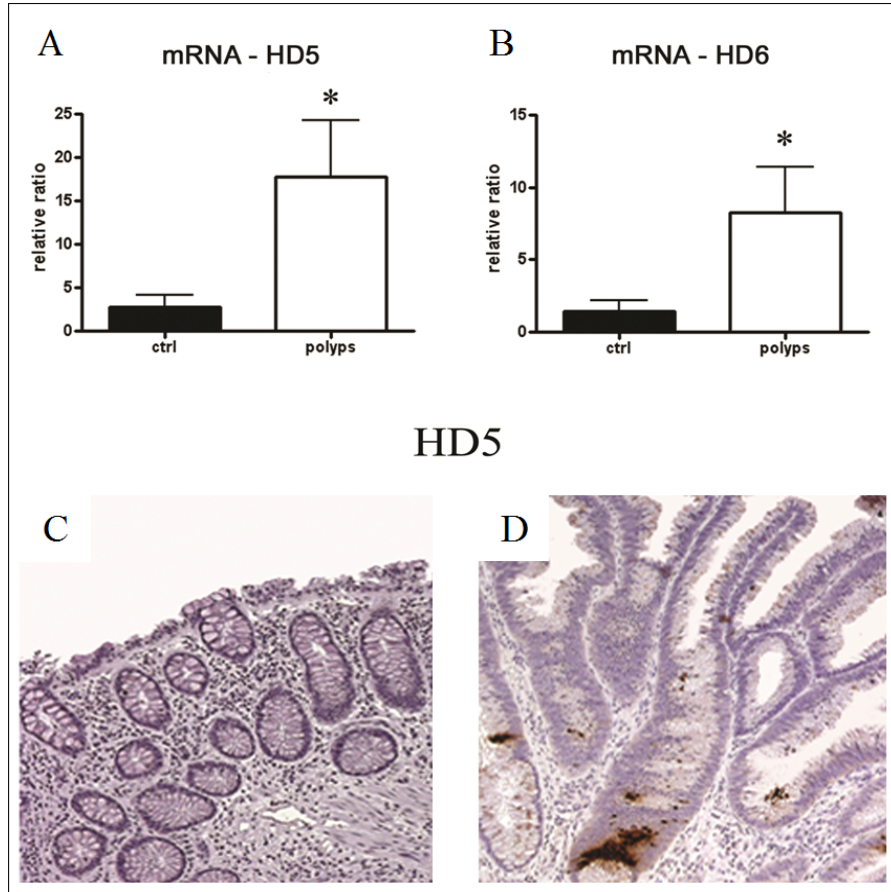 A
mRNA - HD5
*
25
20
15
10
5
0
relative ratio
ctrl
polyps
B
mRNA - HD6
*
15
10
5
0
relative ratio
ctrl
polyps
HD5
C
D